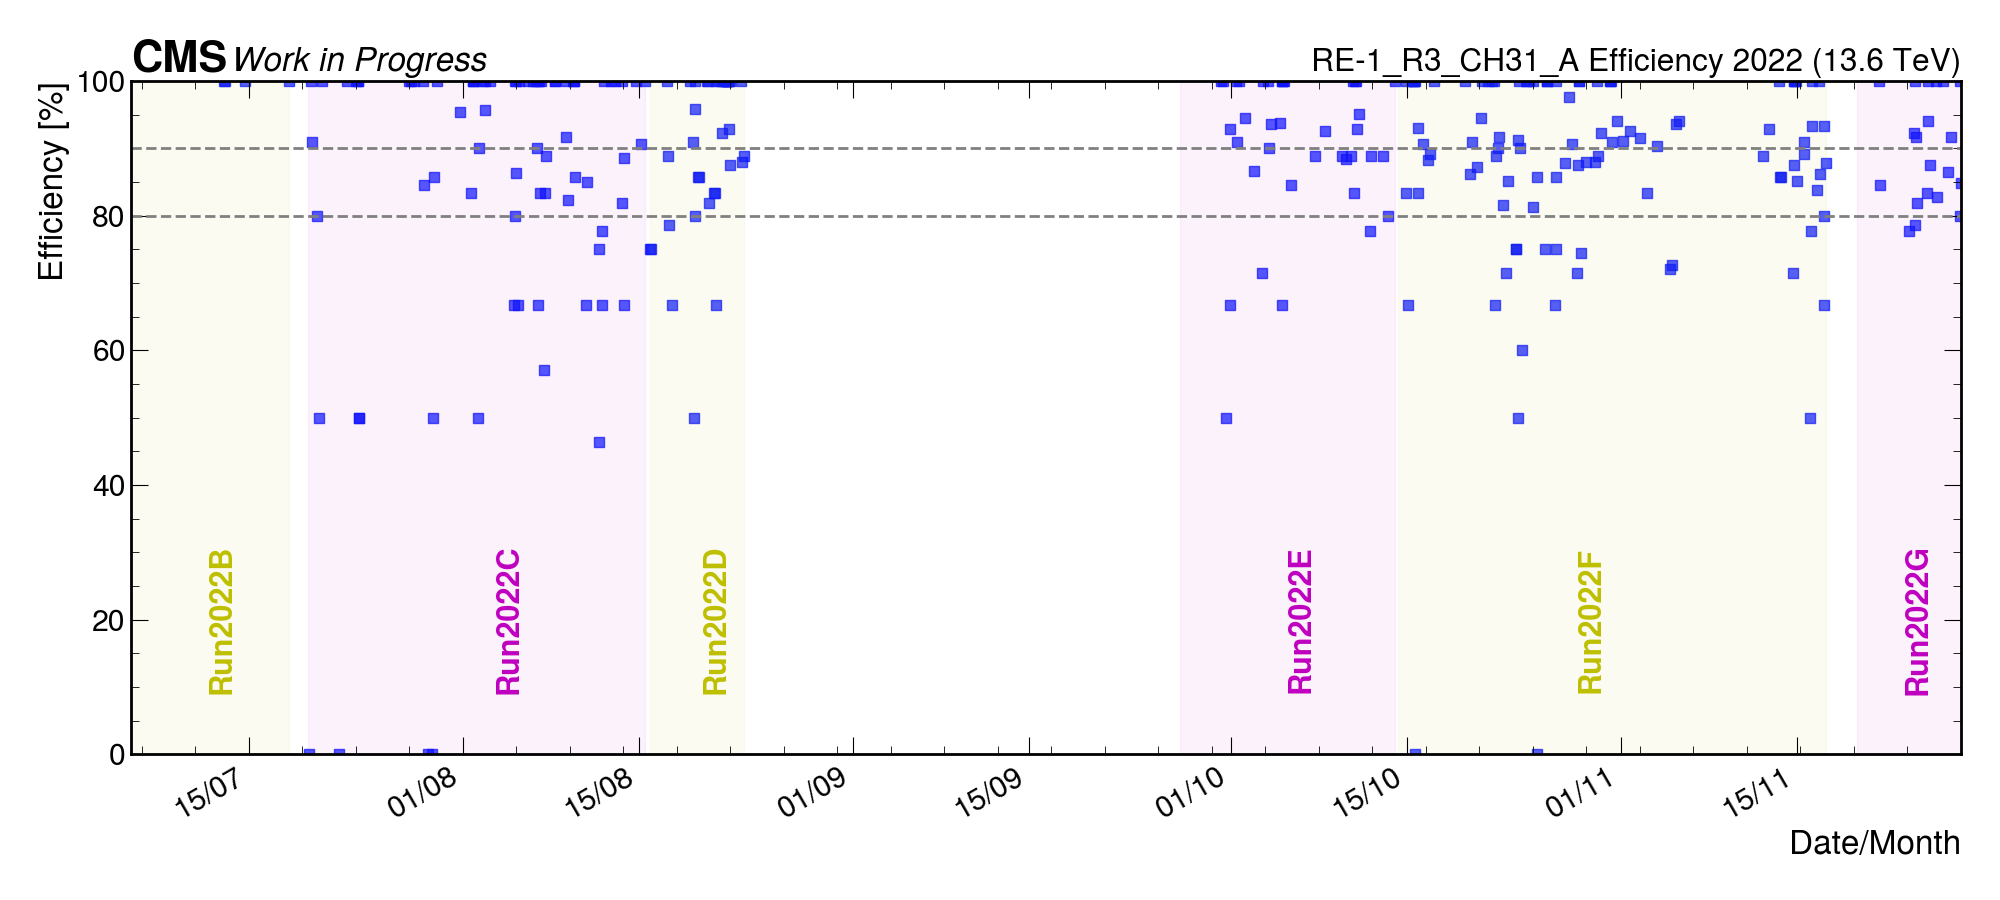 CMS Work in Progress
RE-1_R3_CH31_A Efficiency 2022 (13.6 TeV)
Efficiency [%]
100
80
60
40
20
0
Run2022B
Run2022C
Run2022D
Run2022E
Run2022F
Run2022G
15/07
01/08
15/08
01/09
15/09
01/10
15/10
01/11
15/11
Date/Month